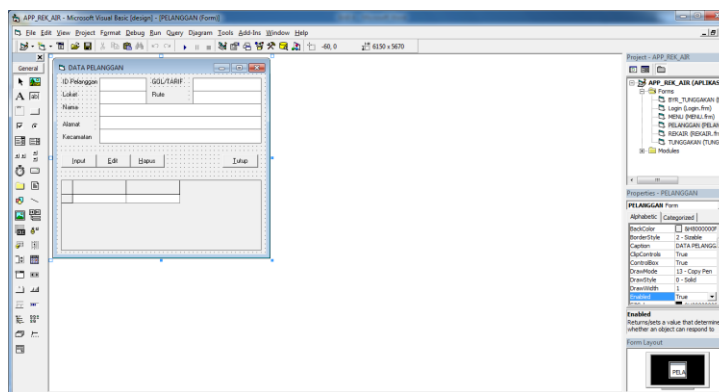 APP_REK_AIR - Microsoft Visual Basic [design] - [PELANGGAN (Form)]
File Edit View Project Format Debug Run Query Diagram Tools Add-Ins Window Help
-60, 0 6150 x 5670
General
DATA PELANGGAN
ID Pelanggan GOL/TARIF
Loket Rute
Nama
Alamat
Kecamatan
Input Edit Hapus Tutup
Project - APP_REK_AIR
APP_REK_AIR (APLIKAS
Forms
BYR_TUNGGAKAN (
Login (Login.frm)
MENU (MENU.frm)
PELANGGAN (PELAN
REKAIR (REKAIR.fr
TUNGGAKAN (TUNG
Modules
Properties - PELANGGAN
PELANGGAN Form
Alphabetic Categorized
BackColor &H8000000F
BorderStyle 2 - Sizable
Caption DATA PELANGG
ClipControls True
ControlBox True
DrawMode 13 - Copy Pen
DrawStyle 0 - Solid
DrawWidth 1
Enabled True
Enabled
Returns/sets a value that determine
whether an object can respond to
Form Layout
PELA